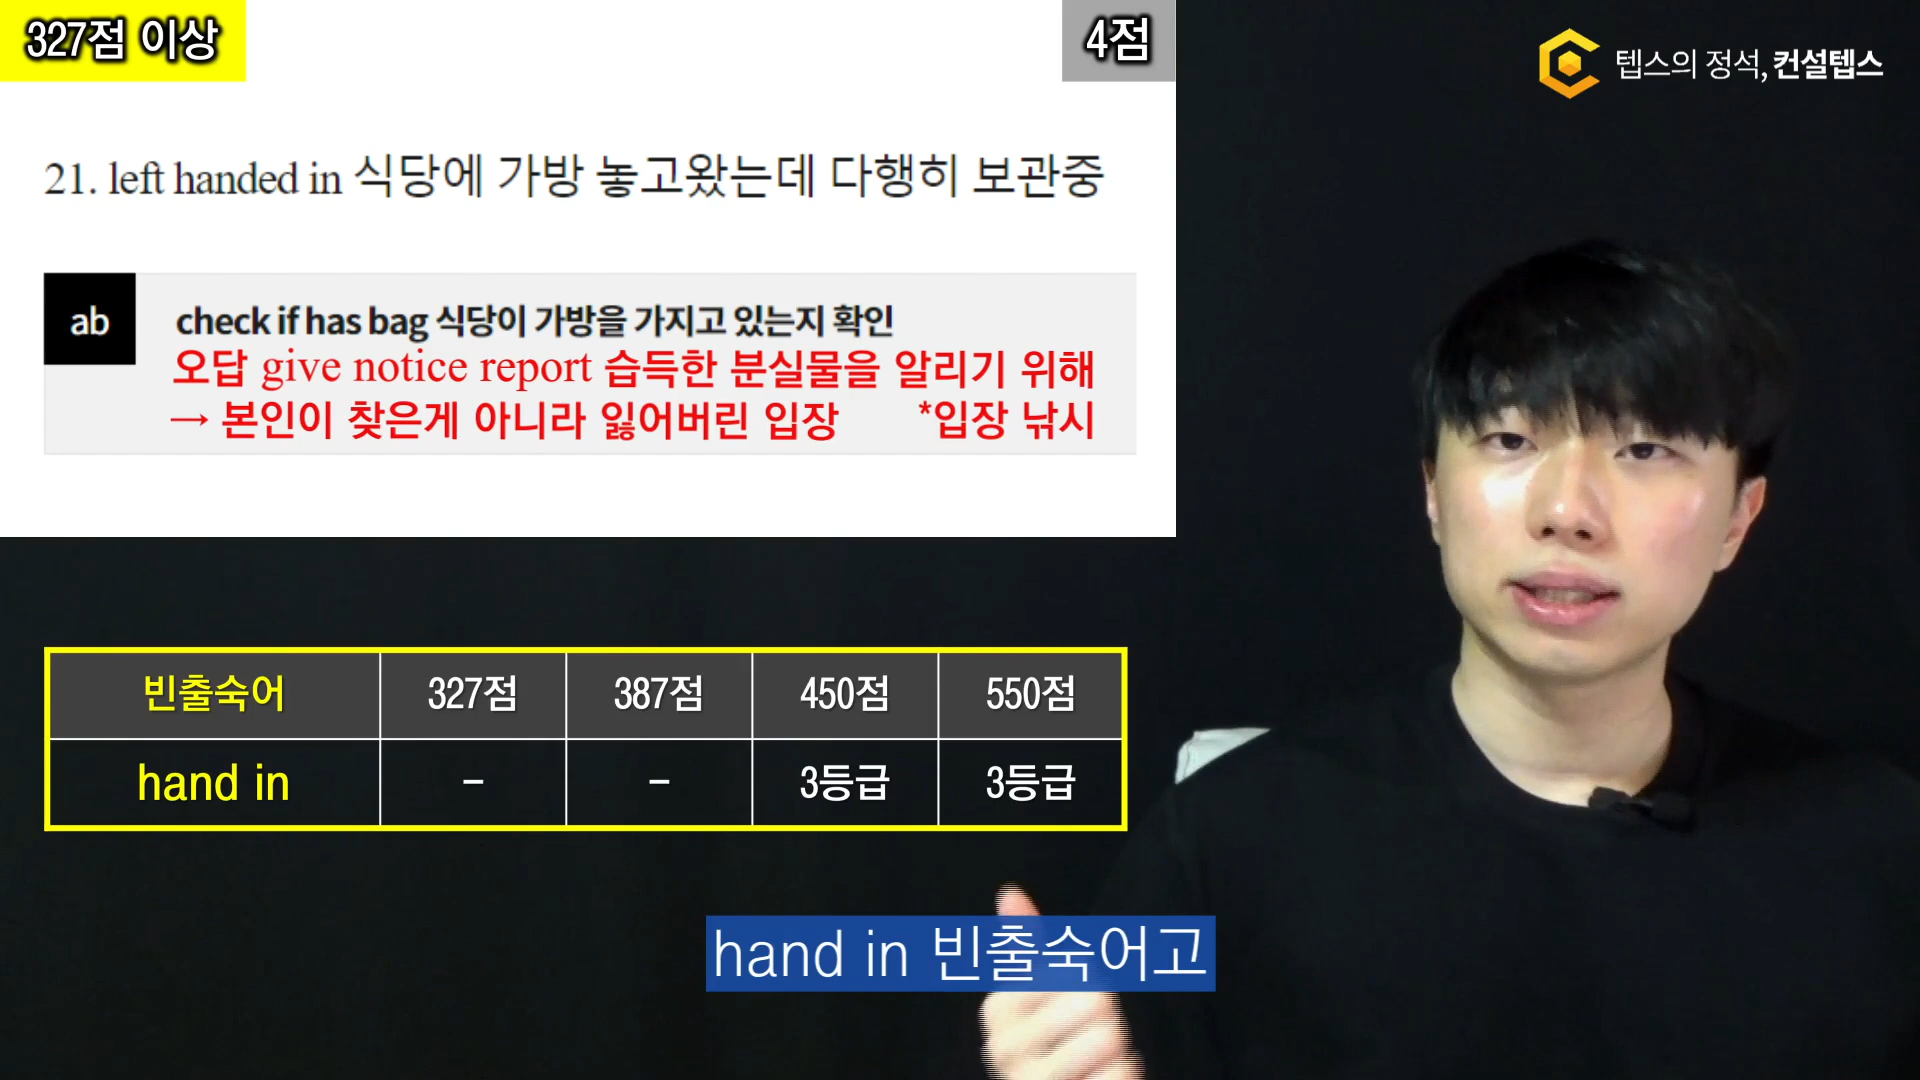 327점 이상
4점
텝스의 정석, 컨설텝스
21. left handed in 식당에 가방 놓고왔는데 다행히 보관중
ab
check if has bag 식당이 가방을 가지고 있는지 확인
오답 give notice report 습득한 분실물을 알리기 위해
→ 본인이 찾은게 아니라 잃어버린 입장 *입장 낚시
빈출숙어 327점 387점 450점 550점
hand in - - 3등급 3등급
hand in 빈출숙어고